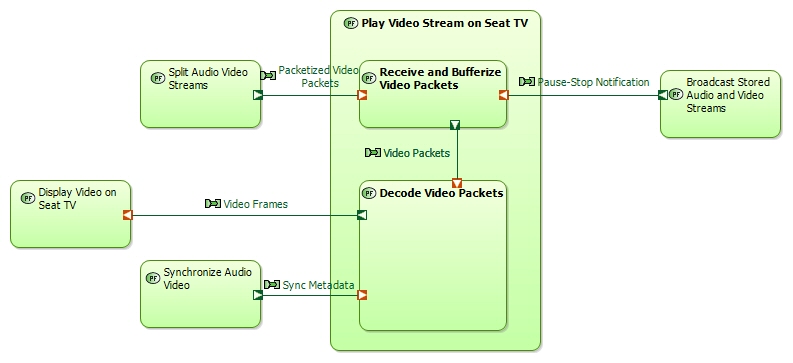 PF Play Video Stream on Seat TV
PF Split Audio Video
Streams
Packetized Video
Packets
PF Receive and Bufferize
Video Packets
Pause-Stop Notification
PF Broadcast Stored
Audio and Video
Streams
Video Packets
PF Display Video on
Seat TV
Video Frames
PF Decode Video Packets
PF Synchronize Audio
Video
Sync Metadata